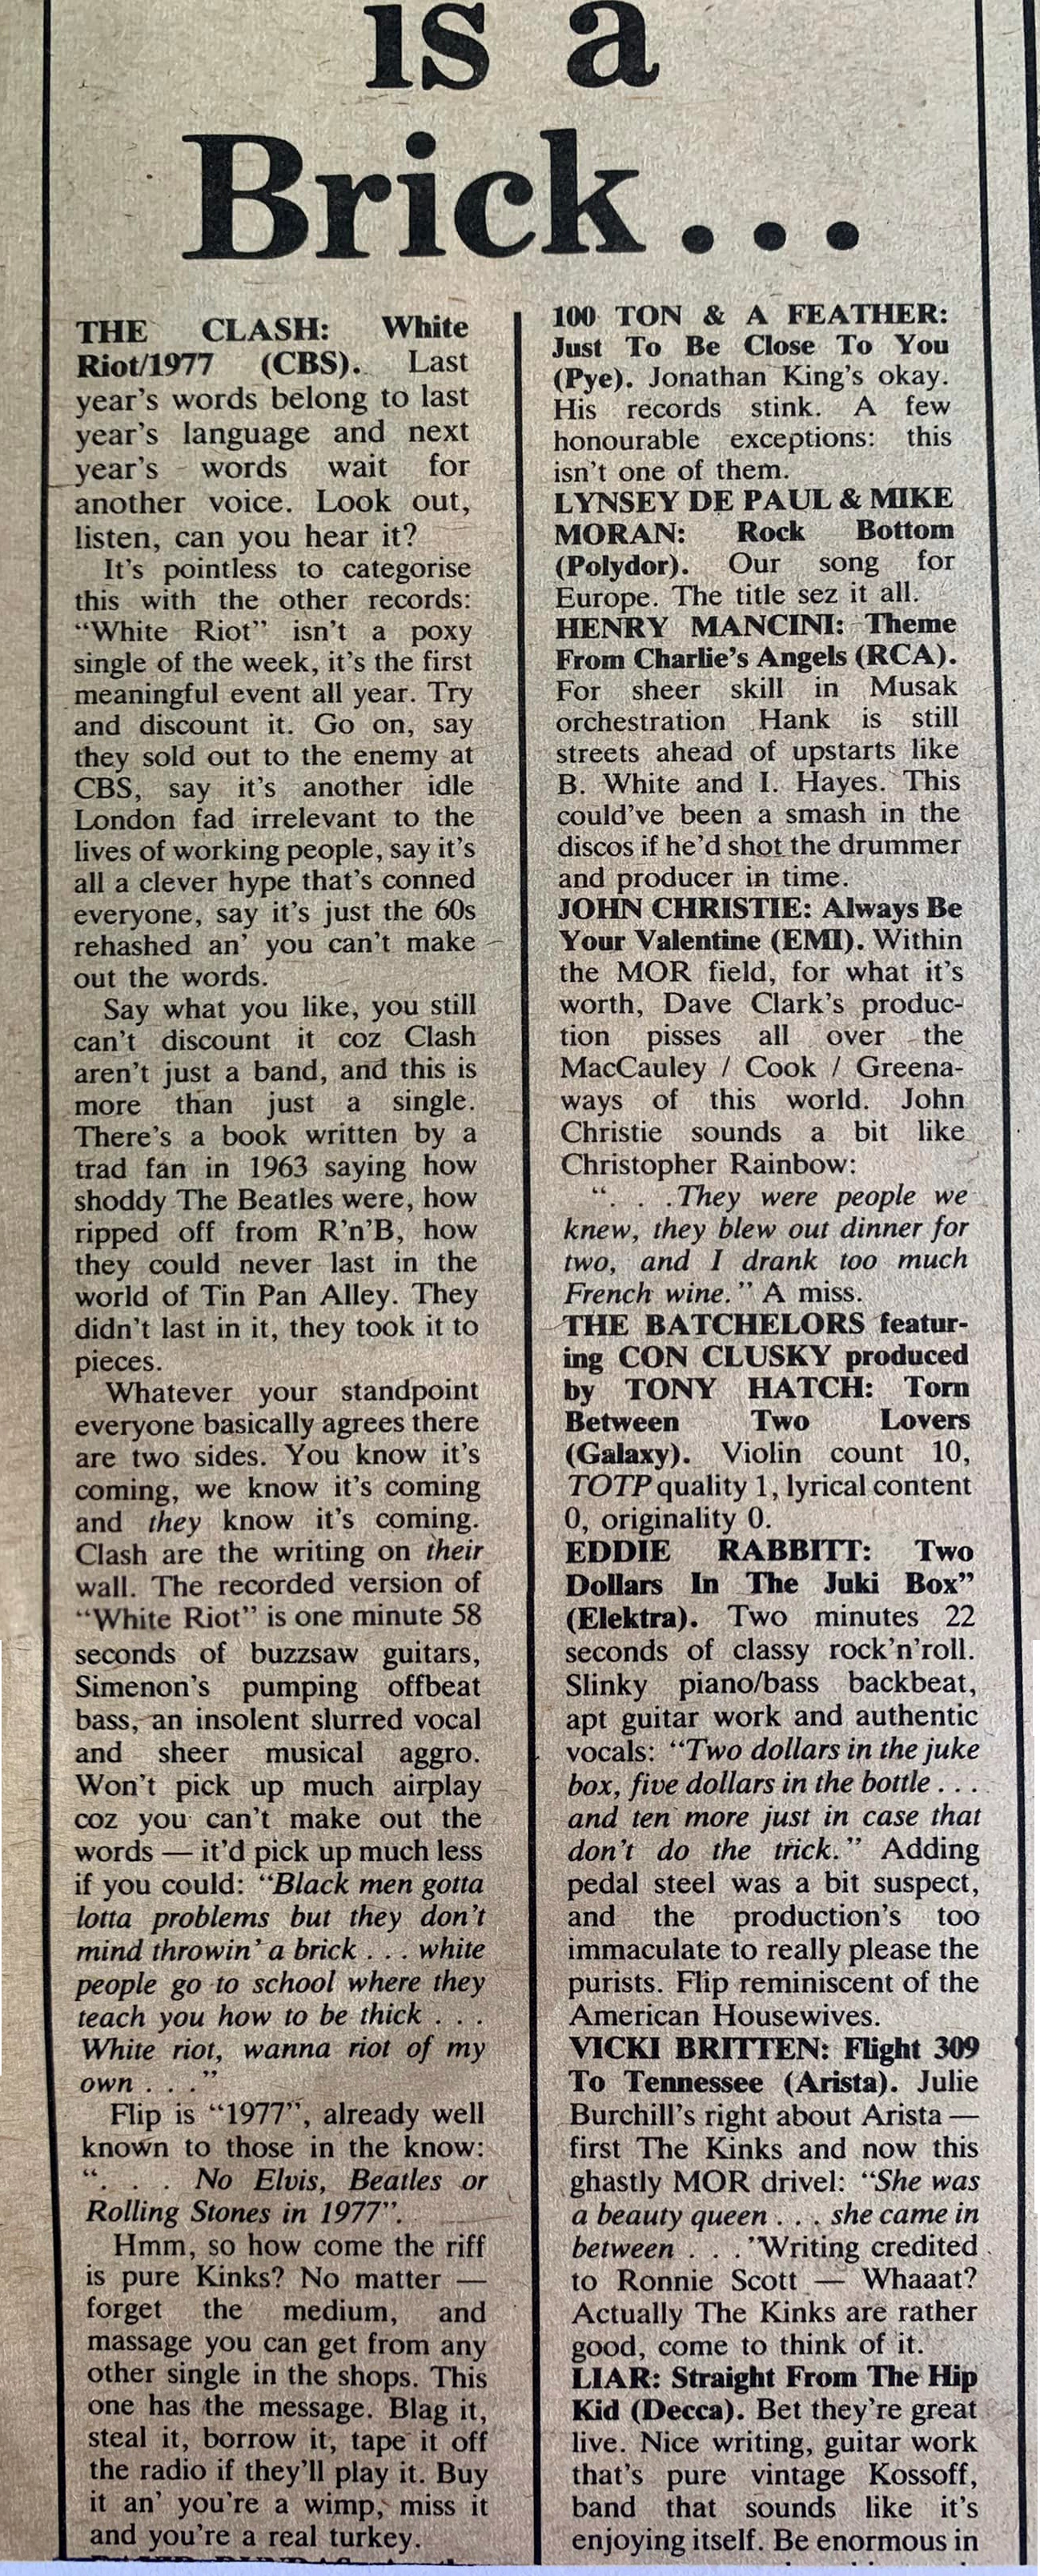 is a
Brick...
THE CLASH: White
Riot/1977 (CBS). Last
year's words belong to last
year's language and next
year's words wait for
another voice. Look out,
listen, can you hear it?
It's pointless to categorise
this with the other records:
“White Riot” isn't a poxy
single of the week, it's the first
meaningful event all year. Try
and discount it. Go on, say
they sold out to the enemy at
CBS, say it's another idle
London fad irrelevant to the
lives of working people, say it's
all a clever hype that's conned
everyone, say it's just the 60s
rehashed an' you can't make
out the words.
Say what you like, you still
can't discount it coz Clash
aren't just a band, and this is
more than just a single.
There's a book written by a
trad fan in 1963 saying how
shoddy The Beatles were, how
ripped off from R'n'B, how
they could never last in the
world of Tin Pan Alley. They
didn't last in it, they took it to
pieces.
Whatever your standpoint
everyone basically agrees there
are two sides. You know it's
coming, we know it's coming
and they know it's coming.
Clash are the writing on their
wall. The recorded version of
“White Riot” is one minute 58
seconds of buzzsaw guitars,
Simenon's pumping offbeat
bass, an insolent slurred vocal
and sheer musical aggro.
Won't pick up much airplay
coz you can't make out the
words — it'd pick up much less
if you could: “Black men gotta
lotta problems but they don't
mind throwin' a brick . . . white
people go to school where they
teach you how to be thick . . .
White riot, wanna riot of my
own . . .”
Flip is “1977”, already well
known to those in the know:
“. . . No Elvis, Beatles or
Rolling Stones in 1977”.
Hmm, so how come the riff
is pure Kinks? No matter —
forget the medium, and
massage you can get from any
other single in the shops. This
one has the message. Blag it,
steal it, borrow it, tape it off
the radio if they'll play it. Buy
it an' you're a wimp, miss it
and you're a real turkey.
100 TON & A FEATHER:
Just To Be Close To You
(Pye). Jonathan King's okay.
His records stink. A few
honourable exceptions: this
isn't one of them.
LYNSEY DE PAUL & MIKE
MORAN: Rock Bottom
(Polydor). Our song for
Europe. The title sez it all.
HENRY MANCINI: Theme
From Charlie's Angels (RCA).
For sheer skill in Musak
orchestration Hank is still
streets ahead of upstarts like
B. White and I. Hayes. This
could've been a smash in the
discos if he'd shot the drummer
and producer in time.
JOHN CHRISTIE: Always Be
Your Valentine (EMI). Within
the MOR field, for what it's
worth, Dave Clark's produc-
tion pisses all over the
MacCauley / Cook / Greena-
ways of this world. John
Christie sounds a bit like
Christopher Rainbow:
“. . .They were people we
knew, they blew out dinner for
two, and I drank too much
French wine.” A miss.
THE BATCHELORS featur-
ing CON CLUSKY produced
by TONY HATCH: Torn
Between Two Lovers
(Galaxy). Violin count 10,
TOTP quality 1, lyrical content
0, originality 0.
EDDIE RABBITT: Two
Dollars In The Juki Box”
(Elektra). Two minutes 22
seconds of classy rock'n'roll.
Slinky piano/bass backbeat,
apt guitar work and authentic
vocals: “Two dollars in the juke
box, five dollars in the bottle . . .
and ten more just in case that
don't do the trick.” Adding
pedal steel was a bit suspect,
and the production's too
immaculate to really please the
purists. Flip reminiscent of the
American Housewives.
VICKI BRITTEN: Flight 309
To Tennessee (Arista). Julie
Burchill's right about Arista —
first The Kinks and now this
ghastly MOR drivel: “She was
a beauty queen . . . she came in
between . . .”Writing credited
to Ronnie Scott — Whaaat?
Actually The Kinks are rather
good, come to think of it.
LIAR: Straight From The Hip
Kid (Decca). Bet they're great
live. Nice writing, guitar work
that's pure vintage Kossoff,
band that sounds like it's
enjoying itself. Be enormous in